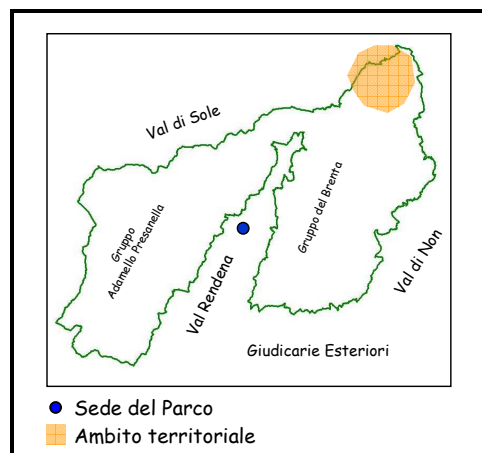 Val di Sole
Gruppo del Brenta
Gruppo
Adamello Presanella
Val Rendena
Val di Non
Giudicarie Esteriori
Sede del Parco
Ambito territoriale